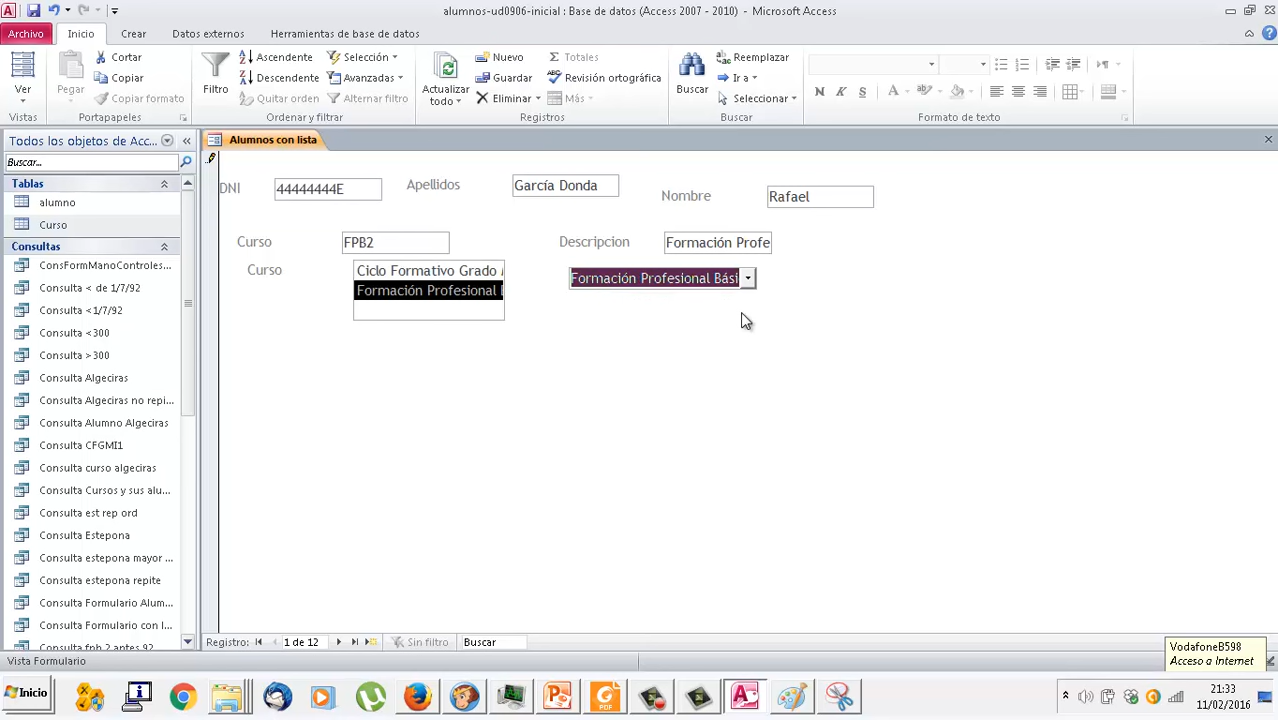 alumnos-ud0906-inicial : Base de datos (Access 2007 - 2010) - Microsoft Access
Archivo Inicio Crear Datos externos Herramientas de base de datos
Ver
Vistas
Pegar
Cortar
Copiar
Copiar formato
Portapapeles
Filtro
Ascendente
Descendente
Quitar orden
Selección
Avanzadas
Alternar filtro
Ordenar y filtrar
Actualizar
todo
Nuevo
Guardar
Eliminar
Totales
Revisión ortográfica
Más
Registros
Buscar
Reemplazar
Ir a
Seleccionar
Buscar
N K S
A
Formato de texto
Todos los objetos de Acc...
Buscar...
Tablas
alumno
Curso
Consultas
ConsFormManoControles...
Consulta < de 1/7/92
Consulta <1/7/92
Consulta <300
Consulta >300
Consulta Algeciras
Consulta Algeciras no repi...
Consulta Alumno Algeciras
Consulta CFGMI1
Consulta curso algeciras
Consulta Cursos y sus alu...
Consulta est rep ord
Consulta Estepona
Consulta estepona mayor ...
Consulta estepona repite
Consulta Formulario Alum...
Consulta Formulario con l...
Consulta fpb 2 antes 92
Alumnos con lista
DNI 44444444E Apellidos García Donda Nombre Rafael
Curso FPB2 Descripcion Formación Profe
Curso
Ciclo Formativo Grado
Formación Profesional
Formación Profesional Bási
Registro: 1 de 12 Sin filtro Buscar
Vista Formulario
VodafoneB598
Acceso a Internet
Inicio
PDF
21:33
11/02/2016